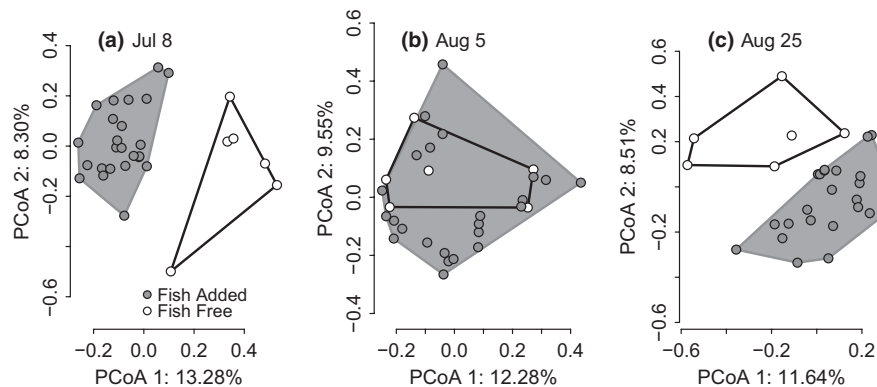 (a) Jul 8
PCoA 2: 8.30%
0.4
0.2
0.0
−0.2
−0.6
Fish Added
Fish Free
−0.2 0.0 0.2 0.4
PCoA 1: 13.28%
(b) Aug 5
PCoA 2: 9.55%
0.6
0.4
0.2
0.0
−0.2
−0.4
−0.2 0.0 0.2 0.4
PCoA 1: 12.28%
(c) Aug 25
PCoA 2: 8.51%
0.6
0.2
−0.2
−0.6
−0.6 −0.2 0.2
PCoA 1: 11.64%